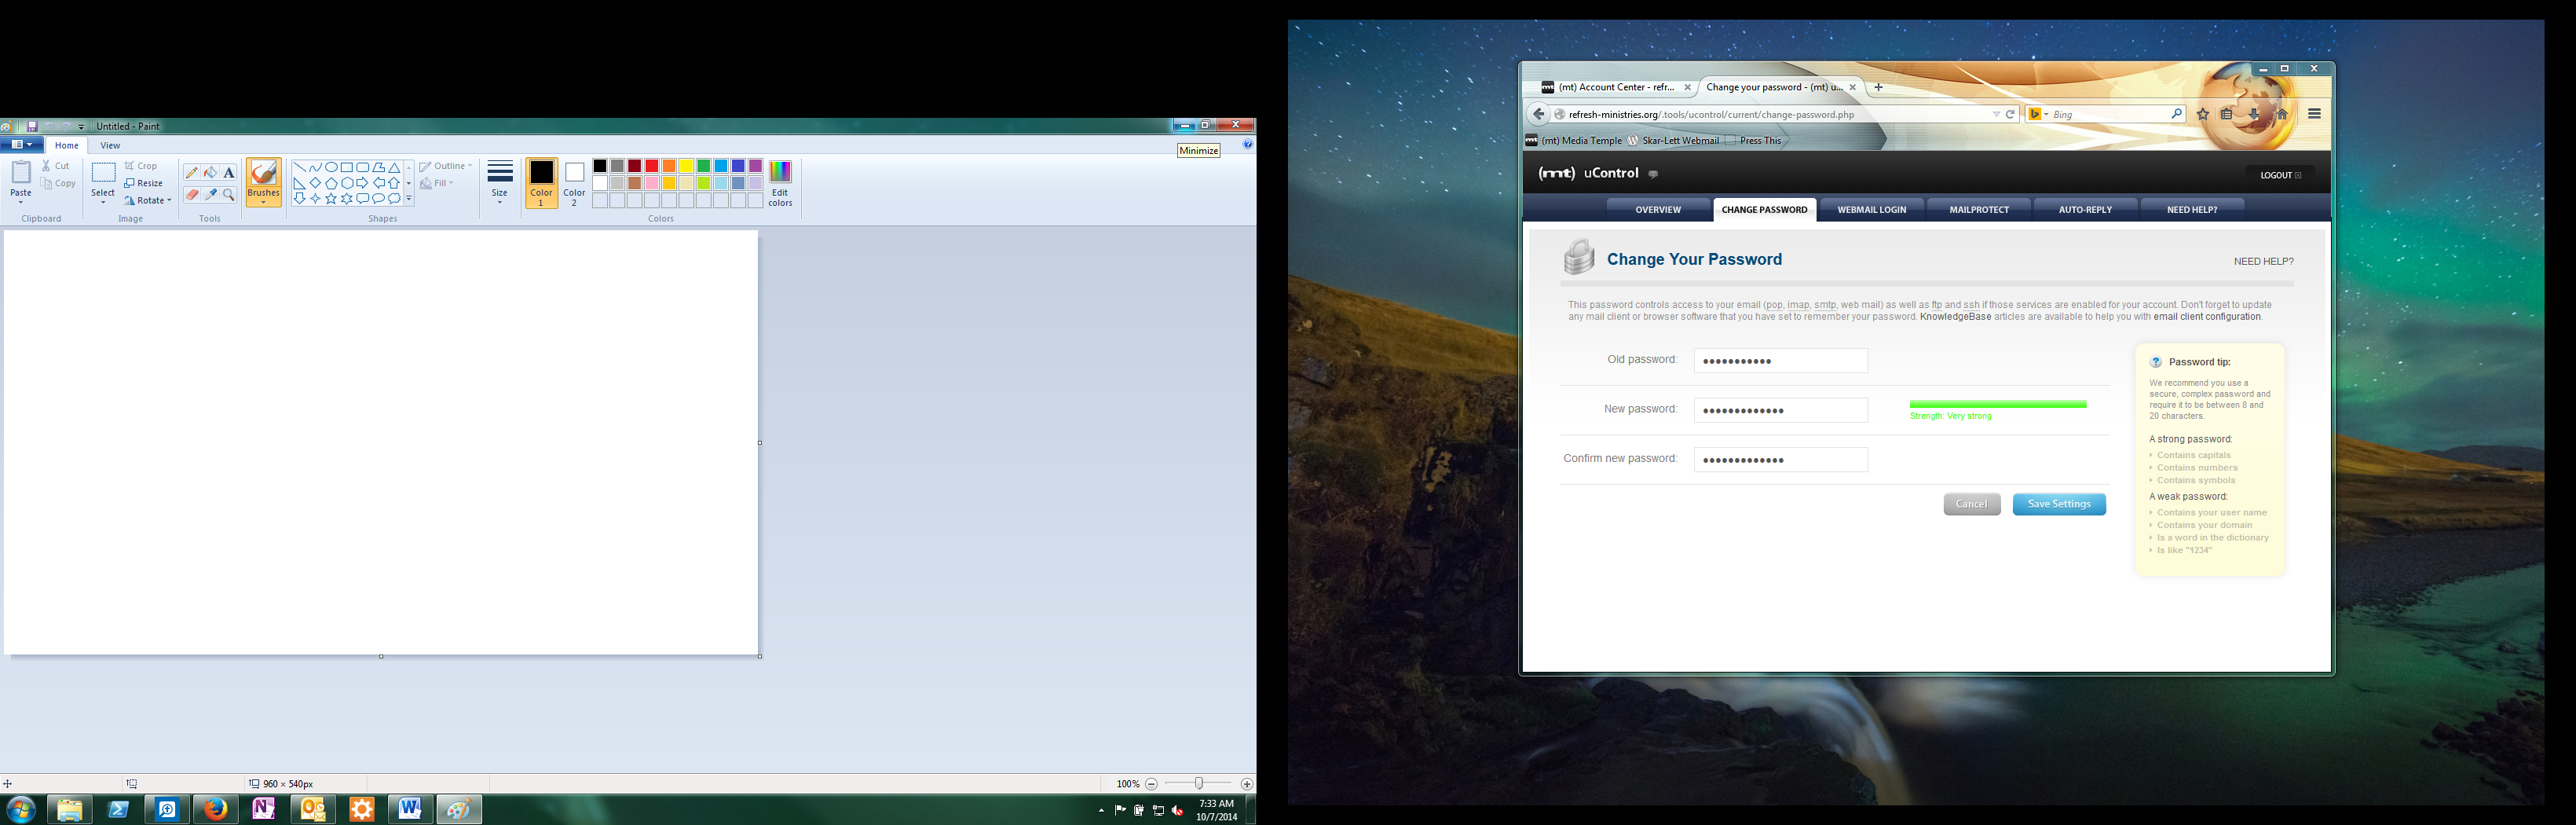 Untitled - Paint
Minimize
Home
View
Paste
Cut
Copy
Clipboard
Select
Crop
Resize
Rotate
Image
A
Tools
Brushes
Shapes
Outline
Fill
Size
Color 1
Color 2
Edit colors
Colors
960 × 540px
100%
7:33 AM
10/7/2014
(mt) Account Center - refr...
Change your password - (mt) u...
refresh-ministries.org/.tools/ucontrol/current/change-password.php
Bing
(mt) Media Temple
Skar-Lett Webmail
Press This
(mt) uControl
LOGOUT
OVERVIEW
CHANGE PASSWORD
WEBMAIL LOGIN
MAILPROTECT
AUTO-REPLY
NEED HELP?
Change Your Password
NEED HELP?
This password controls access to your email (pop, imap, smtp, web mail) as well as ftp and ssh if those services are enabled for your account. Don't forget to update
any mail client or browser software that you have set to remember your password. KnowledgeBase articles are available to help you with email client configuration.
Old password:
New password:
Strength: Very strong
Confirm new password:
Cancel
Save Settings
Password tip:
We recommend you use a
secure, complex password and
require it to be between 8 and
20 characters.
A strong password:
Contains capitals
Contains numbers
Contains symbols
A weak password:
Contains your user name
Contains your domain
Is a word in the dictionary
Is like "1234"